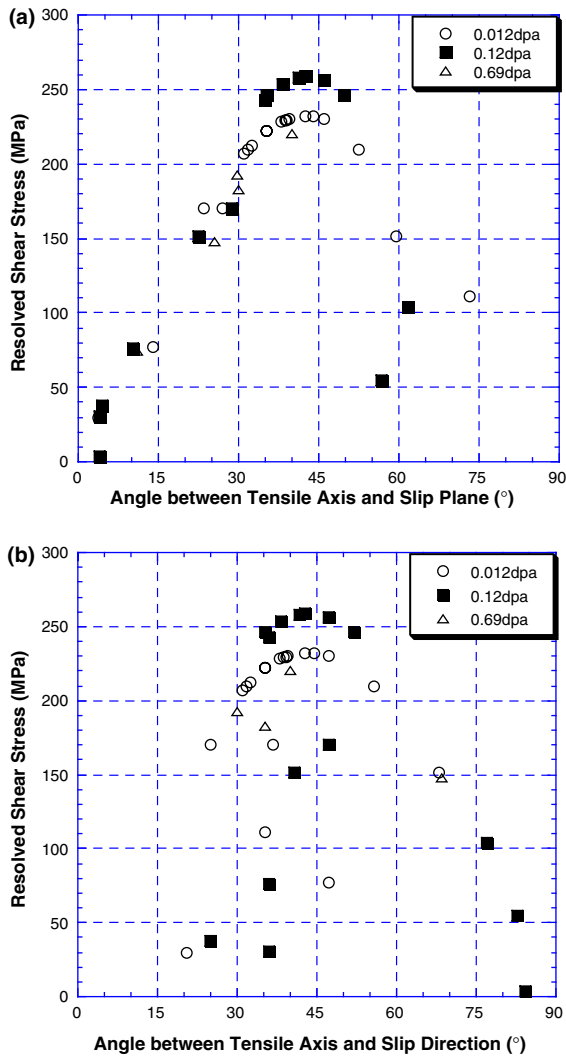 (a)
300
250
200
150
100
50
0
Resolved Shear Stress (MPa)
0.012dpa
0.12dpa
0.69dpa
0 15 30 45 60 75 90
Angle between Tensile Axis and Slip Plane (°)
(b)
300
250
200
150
100
50
0
Resolved Shear Stress (MPa)
0.012dpa
0.12dpa
0.69dpa
0 15 30 45 60 75 90
Angle between Tensile Axis and Slip Direction (°)